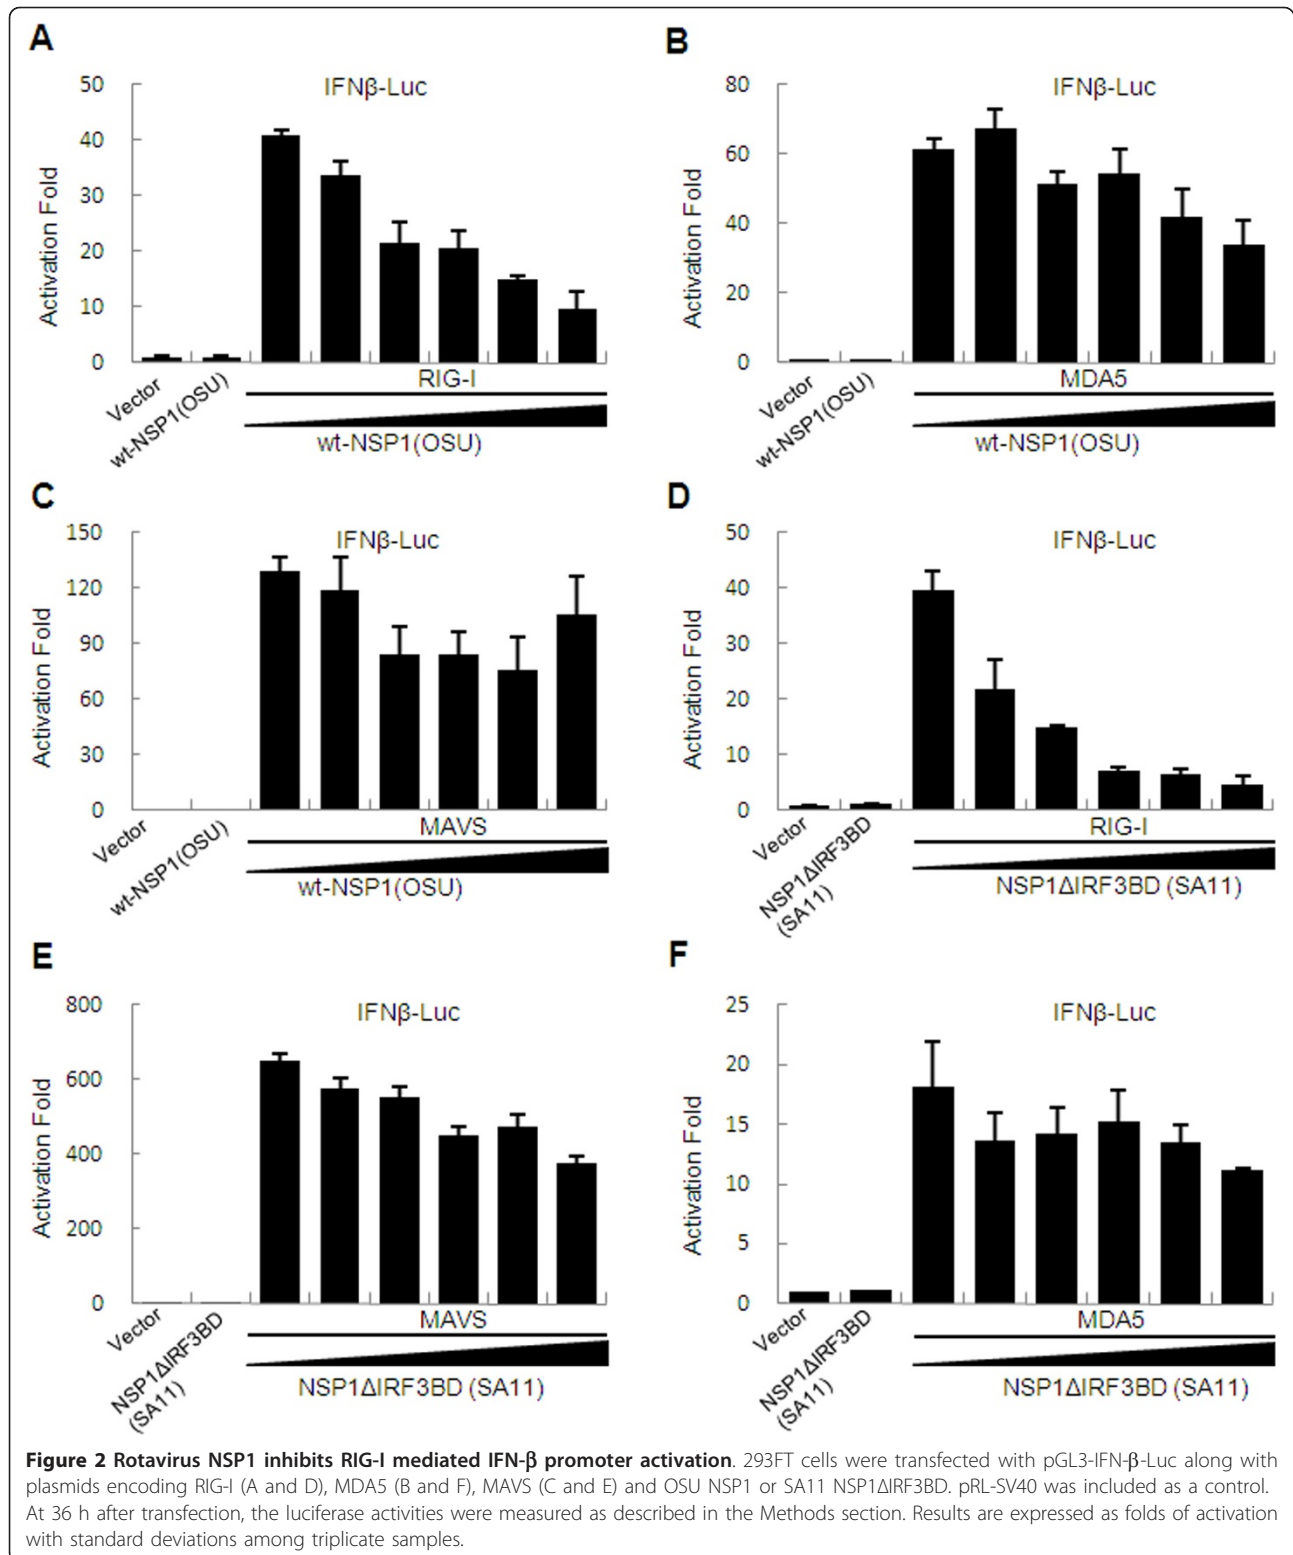 A
IFNβ-Luc
Activation Fold
50
40
30
20
10
0
Vector
wt-NSP1(OSU)
RIG-I
wt-NSP1(OSU)
B
IFNβ-Luc
Activation Fold
80
60
40
20
0
Vector
wt-NSP1(OSU)
MDA5
wt-NSP1(OSU)
C
IFNβ-Luc
Activation Fold
150
120
90
60
30
0
Vector
wt-NSP1(OSU)
MAVS
wt-NSP1(OSU)
D
IFNβ-Luc
Activation Fold
50
40
30
20
10
0
Vector
NSP1ΔIRF3BD
(SA11)
RIG-I
NSP1ΔIRF3BD (SA11)
E
IFNβ-Luc
Activation Fold
800
600
400
200
0
Vector
NSP1ΔIRF3BD
(SA11)
MAVS
NSP1ΔIRF3BD (SA11)
F
IFNβ-Luc
Activation Fold
25
20
15
10
5
0
Vector
NSP1ΔIRF3BD
(SA11)
MDA5
NSP1ΔIRF3BD (SA11)
Figure 2 Rotavirus NSP1 inhibits RIG-I mediated IFN-β promoter activation. 293FT cells were transfected with pGL3-IFN-β-Luc along with
plasmids encoding RIG-I (A and D), MDA5 (B and F), MAVS (C and E) and OSU NSP1 or SA11 NSP1ΔIRF3BD. pRL-SV40 was included as a control.
At 36 h after transfection, the luciferase activities were measured as described in the Methods section. Results are expressed as folds of activation
with standard deviations among triplicate samples.